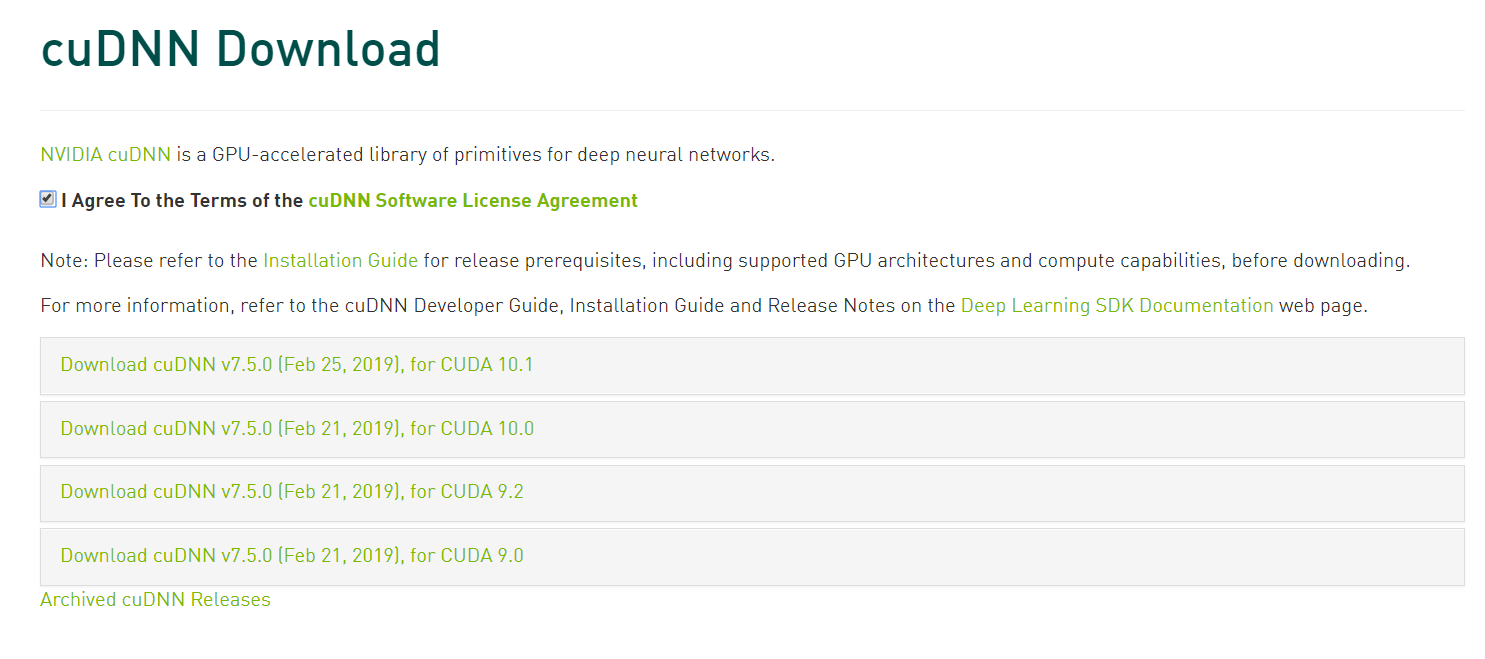 cuDNN Download
NVIDIA cuDNN is a GPU-accelerated library of primitives for deep neural networks.
I Agree To the Terms of the cuDNN Software License Agreement
Note: Please refer to the Installation Guide for release prerequisites, including supported GPU architectures and compute capabilities, before downloading.
For more information, refer to the cuDNN Developer Guide, Installation Guide and Release Notes on the Deep Learning SDK Documentation web page.
Download cuDNN v7.5.0 (Feb 25, 2019), for CUDA 10.1
Download cuDNN v7.5.0 (Feb 21, 2019), for CUDA 10.0
Download cuDNN v7.5.0 (Feb 21, 2019), for CUDA 9.2
Download cuDNN v7.5.0 (Feb 21, 2019), for CUDA 9.0
Archived cuDNN Releases